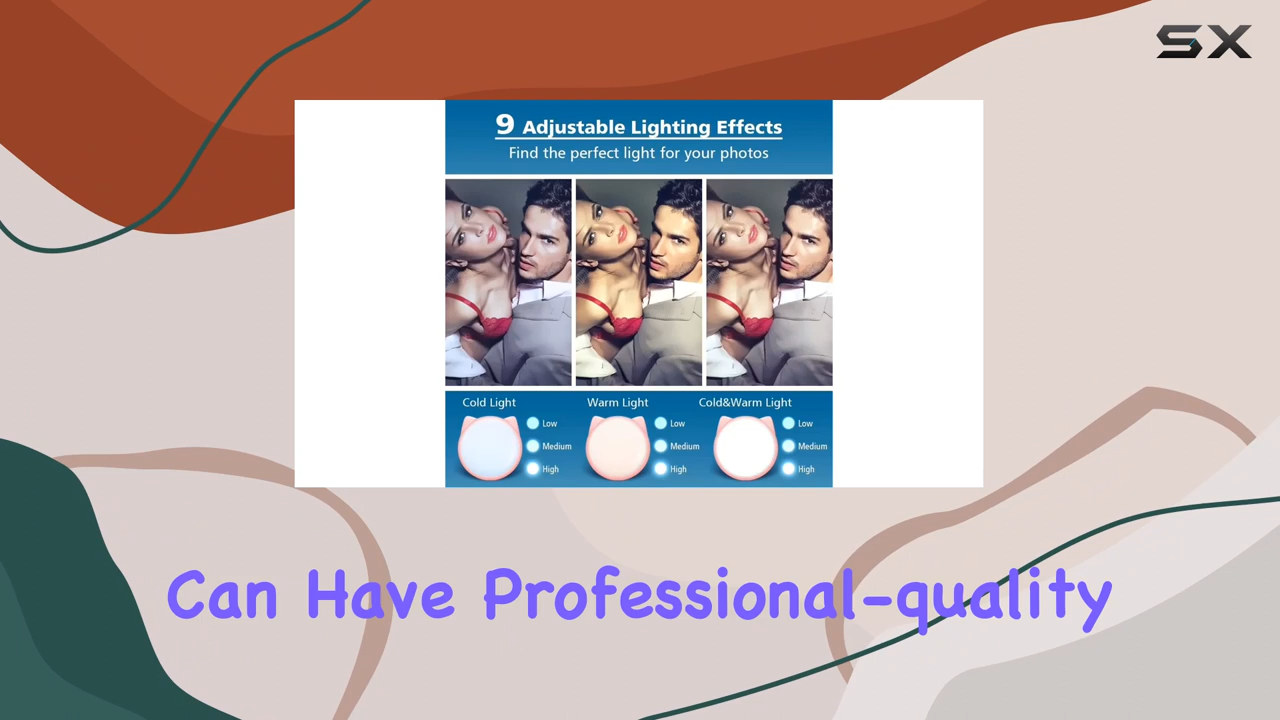 SX
9 Adjustable Lighting Effects
Find the perfect light for your photos
Cold Light
Low
Medium
High
Warm Light
Low
Medium
High
Cold&Warm Light
Low
Medium
High
Can Have Professional-quality